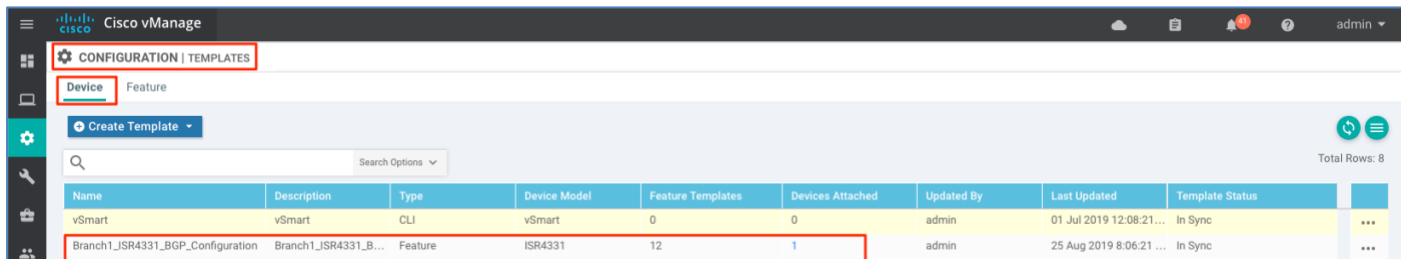 cisco Cisco vManage 41 admin
CONFIGURATION | TEMPLATES
Device Feature
Create Template
Search Options Total Rows: 8
Name Description Type Device Model Feature Templates Devices Attached Updated By Last Updated Template Status
vSmart vSmart CLI vSmart 0 0 admin 01 Jul 2019 12:08:21... In Sync ...
Branch1_ISR4331_BGP_Configuration Branch1_ISR4331_B... Feature ISR4331 12 1 admin 25 Aug 2019 8:06:21 ... In Sync ...